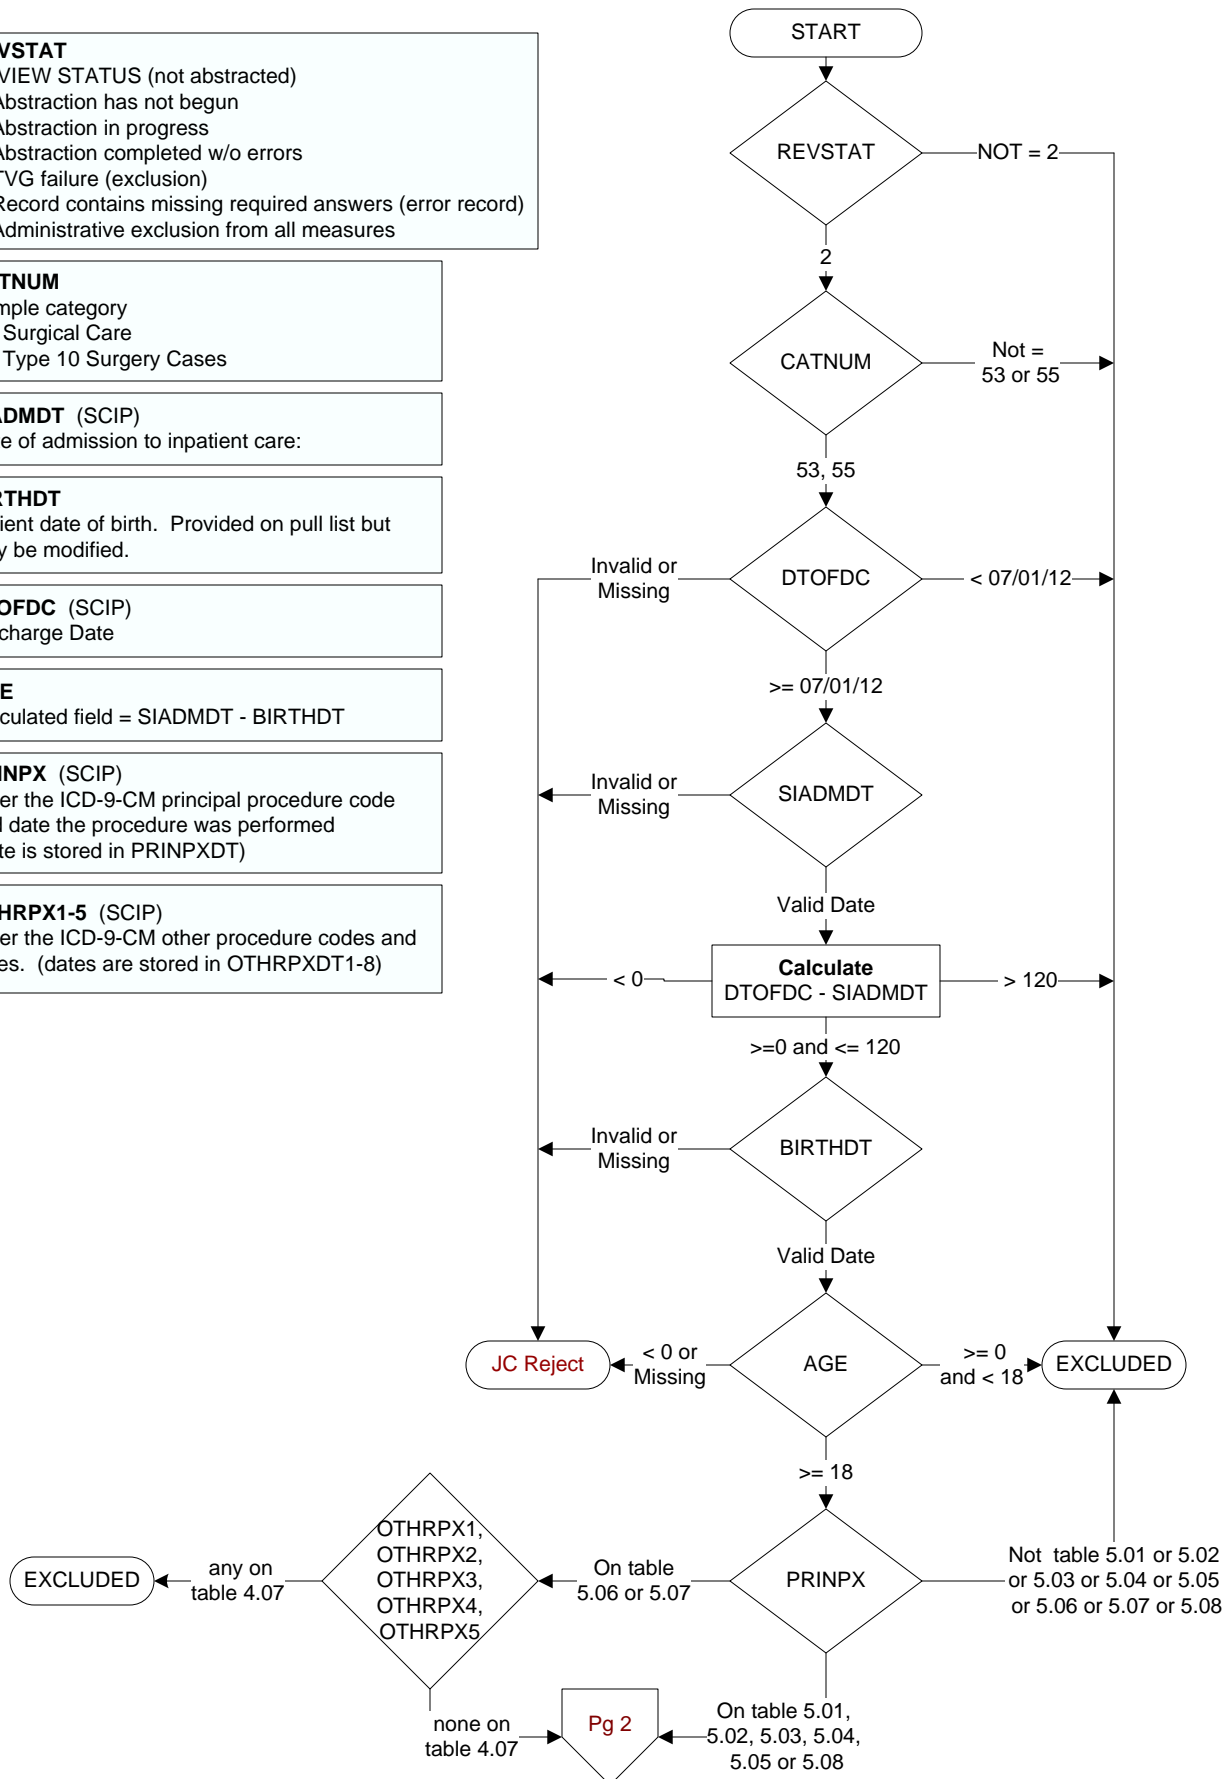 VSTAT
VIEW STATUS (not abstracted)
Abstraction has not begun
Abstraction in progress
Abstraction completed w/o errors
TVG failure (exclusion)
Record contains missing required answers (error record)
Administrative exclusion from all measures
TNUM
mple category
Surgical Care
Type 10 Surgery Cases
ADMDT (SCIP)
e of admission to inpatient care:
RTHDT
ient date of birth. Provided on pull list but
y be modified.
OFDC (SCIP)
charge Date
E
culated field = SIADMDT - BIRTHDT
INPX (SCIP)
er the ICD-9-CM principal procedure code
date the procedure was performed
te is stored in PRINPXDT)
HRPX1-5 (SCIP)
er the ICD-9-CM other procedure codes and
es. (dates are stored in OTHRPXDT1-8)
START
REVSTAT
NOT = 2
2
CATNUM
Not =
53 or 55
53, 55
Invalid or
Missing
DTOFDC
< 07/01/12
>= 07/01/12
Invalid or
Missing
SIADMDT
Valid Date
< 0
Calculate
DTOFDC - SIADMDT
> 120
>=0 and <= 120
Invalid or
Missing
BIRTHDT
Valid Date
JC Reject
< 0 or
Missing
AGE
>= 0
and < 18
EXCLUDED
>= 18
EXCLUDED
any on
table 4.07
OTHRPX1,
OTHRPX2,
OTHRPX3,
OTHRPX4,
OTHRPX5
On table
5.06 or 5.07
PRINPX
Not table 5.01 or 5.02
or 5.03 or 5.04 or 5.05
or 5.06 or 5.07 or 5.08
none on
table 4.07
Pg 2
On table 5.01,
5.02, 5.03, 5.04,
5.05 or 5.08